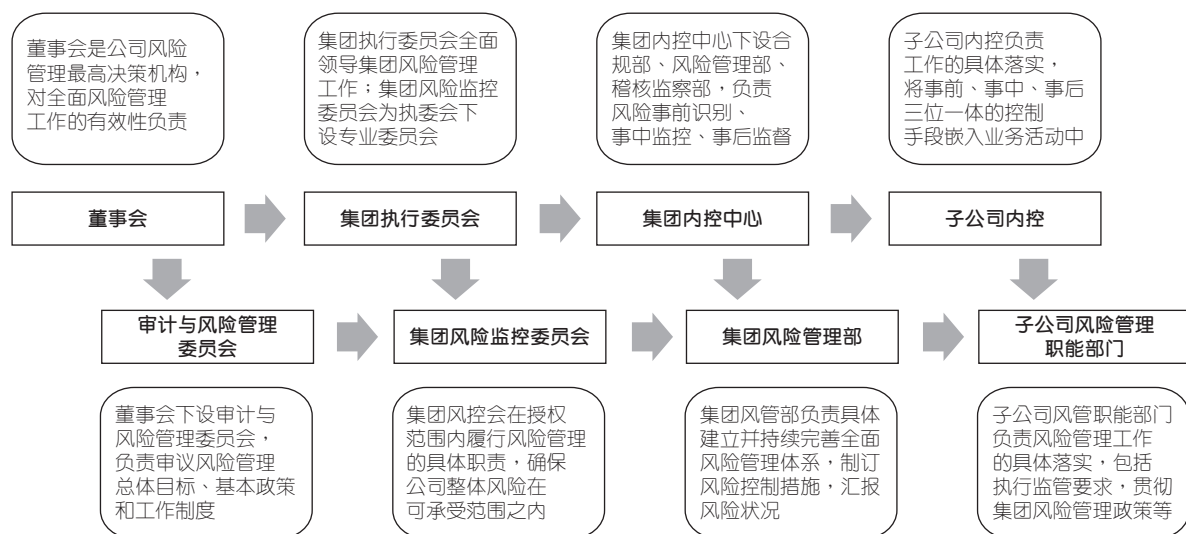 董事会是公司风险
管理最高决策机构，
对全面风险管理
工作的有效性负责
集团执行委员会全面
领导集团风险管理
工作；集团风险监控
委员会为执委会下
设专业委员会
集团内控中心下设合
规部、风险管理部、
稽核监察部，负责
风险事前识别、
事中监控、事后监督
子公司内控负责
工作的具体落实，
将事前、事中、事后
三位一体的控制
手段嵌入业务活动中
董事会
集团执行委员会
集团内控中心
子公司内控
审计与风险管理
委员会
集团风险监控委员会
集团风险管理部
子公司风险管理
职能部门
董事会下设审计与
风险管理委员会，
负责审议风险管理
总体目标、基本政策
和工作制度
集团风控会在授权
范围内履行风险管理
的具体职责，确保
公司整体风险在
可承受范围之内
集团风管部负责具体
建立并持续完善全面
风险管理体系，制订
风险控制措施，汇报
风险状况
子公司风管职能部门
负责风险管理工作
的具体落实，包括
执行监管要求，贯彻
集团风险管理政策等